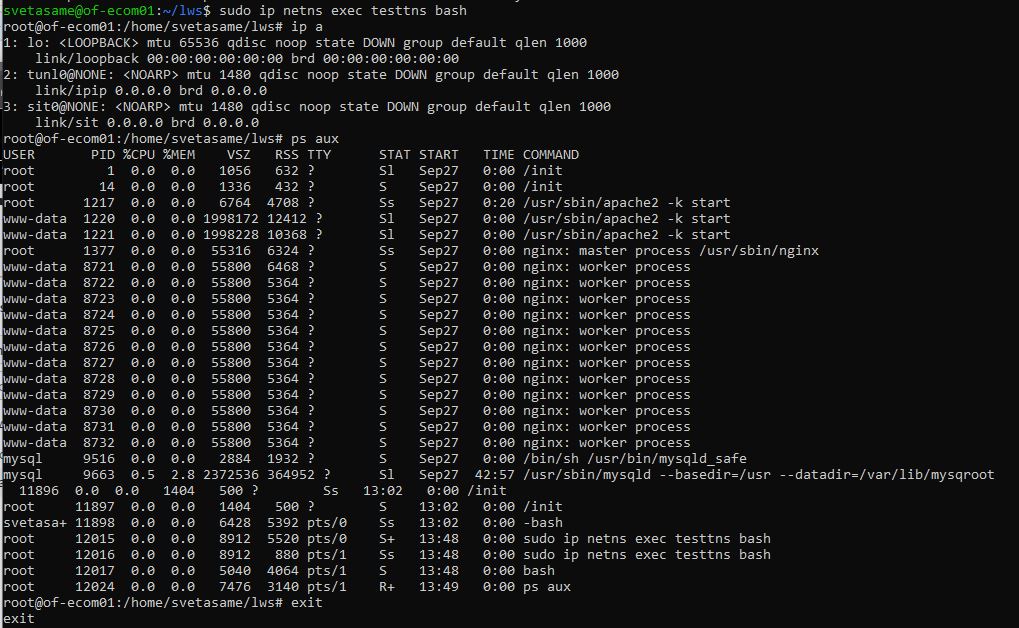 svetasame@of-ecom01:~/lws$ sudo ip netns exec testtns bash
root@of-ecom01:/home/svetasame/lws# ip a
1: lo: <LOOPBACK> mtu 65536 qdisc noop state DOWN group default qlen 1000
    link/loopback 00:00:00:00:00:00 brd 00:00:00:00:00:00
2: tunl0@NONE: <NOARP> mtu 1480 qdisc noop state DOWN group default qlen 1000
    link/ipip 0.0.0.0 brd 0.0.0.0
3: sit0@NONE: <NOARP> mtu 1480 qdisc noop state DOWN group default qlen 1000
    link/sit 0.0.0.0 brd 0.0.0.0
root@of-ecom01:/home/svetasame/lws# ps aux
USER       PID %CPU %MEM    VSZ   RSS TTY      STAT START   TIME COMMAND
root         1  0.0  0.0   1056   632 ?        Sl   Sep27   0:00 /init
root        14  0.0  0.0   1336   432 ?        S    Sep27   0:00 /init
root      1217  0.0  0.0   6764  4708 ?        Ss   Sep27   0:20 /usr/sbin/apache2 -k start
www-data  1220  0.0  0.0 1998172 12412 ?       Sl   Sep27   0:00 /usr/sbin/apache2 -k start
www-data  1221  0.0  0.0 1998228 10368 ?       Sl   Sep27   0:00 /usr/sbin/apache2 -k start
root      1377  0.0  0.0  55316  6324 ?        Ss   Sep27   0:00 nginx: master process /usr/sbin/nginx
www-data  8721  0.0  0.0  55800  6468 ?        S    Sep27   0:00 nginx: worker process
www-data  8722  0.0  0.0  55800  5364 ?        S    Sep27   0:00 nginx: worker process
www-data  8723  0.0  0.0  55800  5364 ?        S    Sep27   0:00 nginx: worker process
www-data  8724  0.0  0.0  55800  5364 ?        S    Sep27   0:00 nginx: worker process
www-data  8725  0.0  0.0  55800  5364 ?        S    Sep27   0:00 nginx: worker process
www-data  8726  0.0  0.0  55800  5364 ?        S    Sep27   0:00 nginx: worker process
www-data  8727  0.0  0.0  55800  5364 ?        S    Sep27   0:00 nginx: worker process
www-data  8728  0.0  0.0  55800  5364 ?        S    Sep27   0:00 nginx: worker process
www-data  8729  0.0  0.0  55800  5364 ?        S    Sep27   0:00 nginx: worker process
www-data  8730  0.0  0.0  55800  5364 ?        S    Sep27   0:00 nginx: worker process
www-data  8731  0.0  0.0  55800  5364 ?        S    Sep27   0:00 nginx: worker process
www-data  8732  0.0  0.0  55800  5364 ?        S    Sep27   0:00 nginx: worker process
mysql     9516  0.0  0.0   2884  1932 ?        S    Sep27   0:00 /bin/sh /usr/bin/mysqld_safe
mysql     9663  0.5  2.8 2372536 364952 ?      Sl   Sep27  42:57 /usr/sbin/mysqld --basedir=/usr --datadir=/var/lib/mysqroot
  11896  0.0  0.0   1404   500 ?        Ss   13:02   0:00 /init
root     11897  0.0  0.0   1404   500 ?        S    13:02   0:00 /init
svetasa+ 11898  0.0  0.0   6428  5392 pts/0    Ss   13:02   0:00 -bash
root     12015  0.0  0.0   8912  5520 pts/0    S+   13:48   0:00 sudo ip netns exec testtns bash
root     12016  0.0  0.0   8912   880 pts/1    Ss   13:48   0:00 sudo ip netns exec testtns bash
root     12017  0.0  0.0   5040  4064 pts/1    S    13:48   0:00 bash
root     12024  0.0  0.0   7476  3140 pts/1    R+   13:49   0:00 ps aux
root@of-ecom01:/home/svetasame/lws# exit
exit